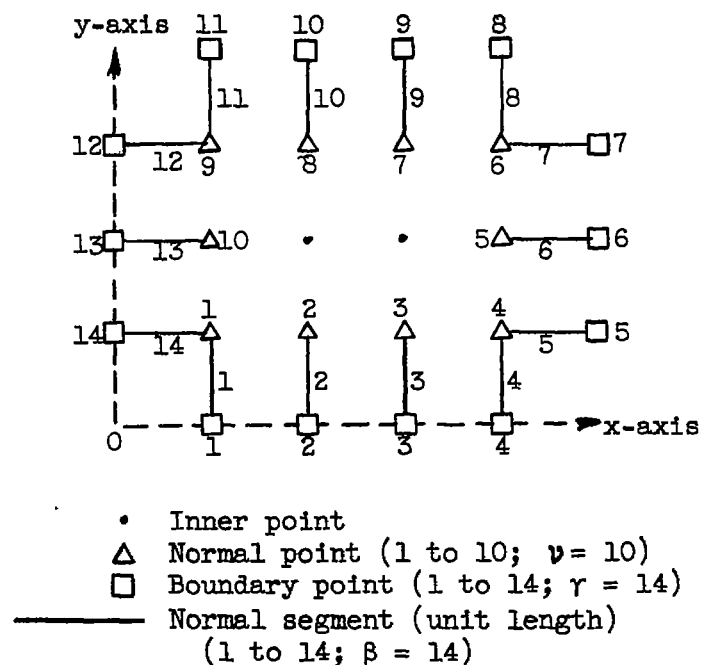 y-axis 11 10 9 8
11 10 9 8
12 12 9 8 7 6 7 7
13 13 10 5 6 6
1 2 3 4
14 14 5 5
1 2 3 4
0 1 2 3 4 x-axis
Inner point
Normal point (1 to 10; ν = 10)
Boundary point (1 to 14; γ = 14)
Normal segment (unit length)
(1 to 14; β = 14)